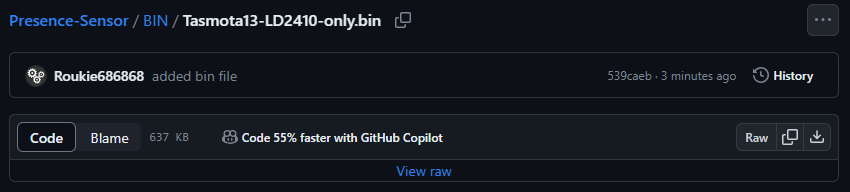 Presence-Sensor / BIN / Tasmota13-LD2410-only.bin
Roukie686868 added bin file 539caeb · 3 minutes ago History
Code Blame 637 KB Code 55% faster with GitHub Copilot Raw
View raw